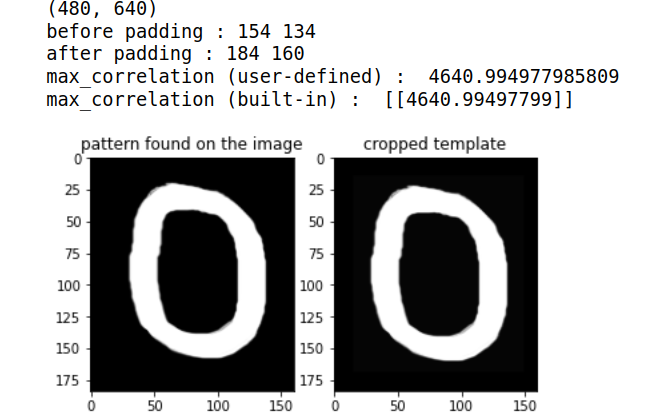 (480, 640)
before padding : 154 134
after padding : 184 160
max_correlation (user-defined) :  4640.994977985809
max_correlation (built-in) :  [[4640.99497799]]
pattern found on the image cropped template
0 0
25 25
50 50
75 75
100 100
125 125
150 150
175 175
0 50 100 150 0 50 100 150